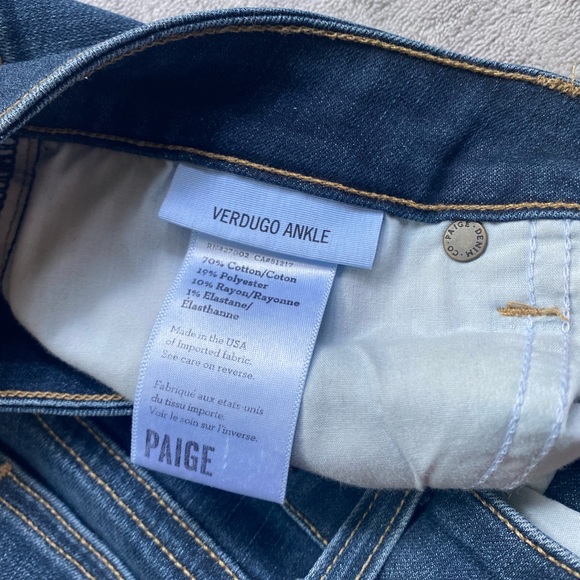 VERDUGO ANKLE
CA#51217
70% Cotton/Coton
19% Polyester
10% Rayon/Rayonne
1% Elastane/
Élasthanne
Made in the USA
of Imported fabric.
See care on reverse.
Fabriqué aux etats-unis
du tissu importe.
Voir le soin sur l'inverse.
PAIGE
PAIGE · DENIM · CO